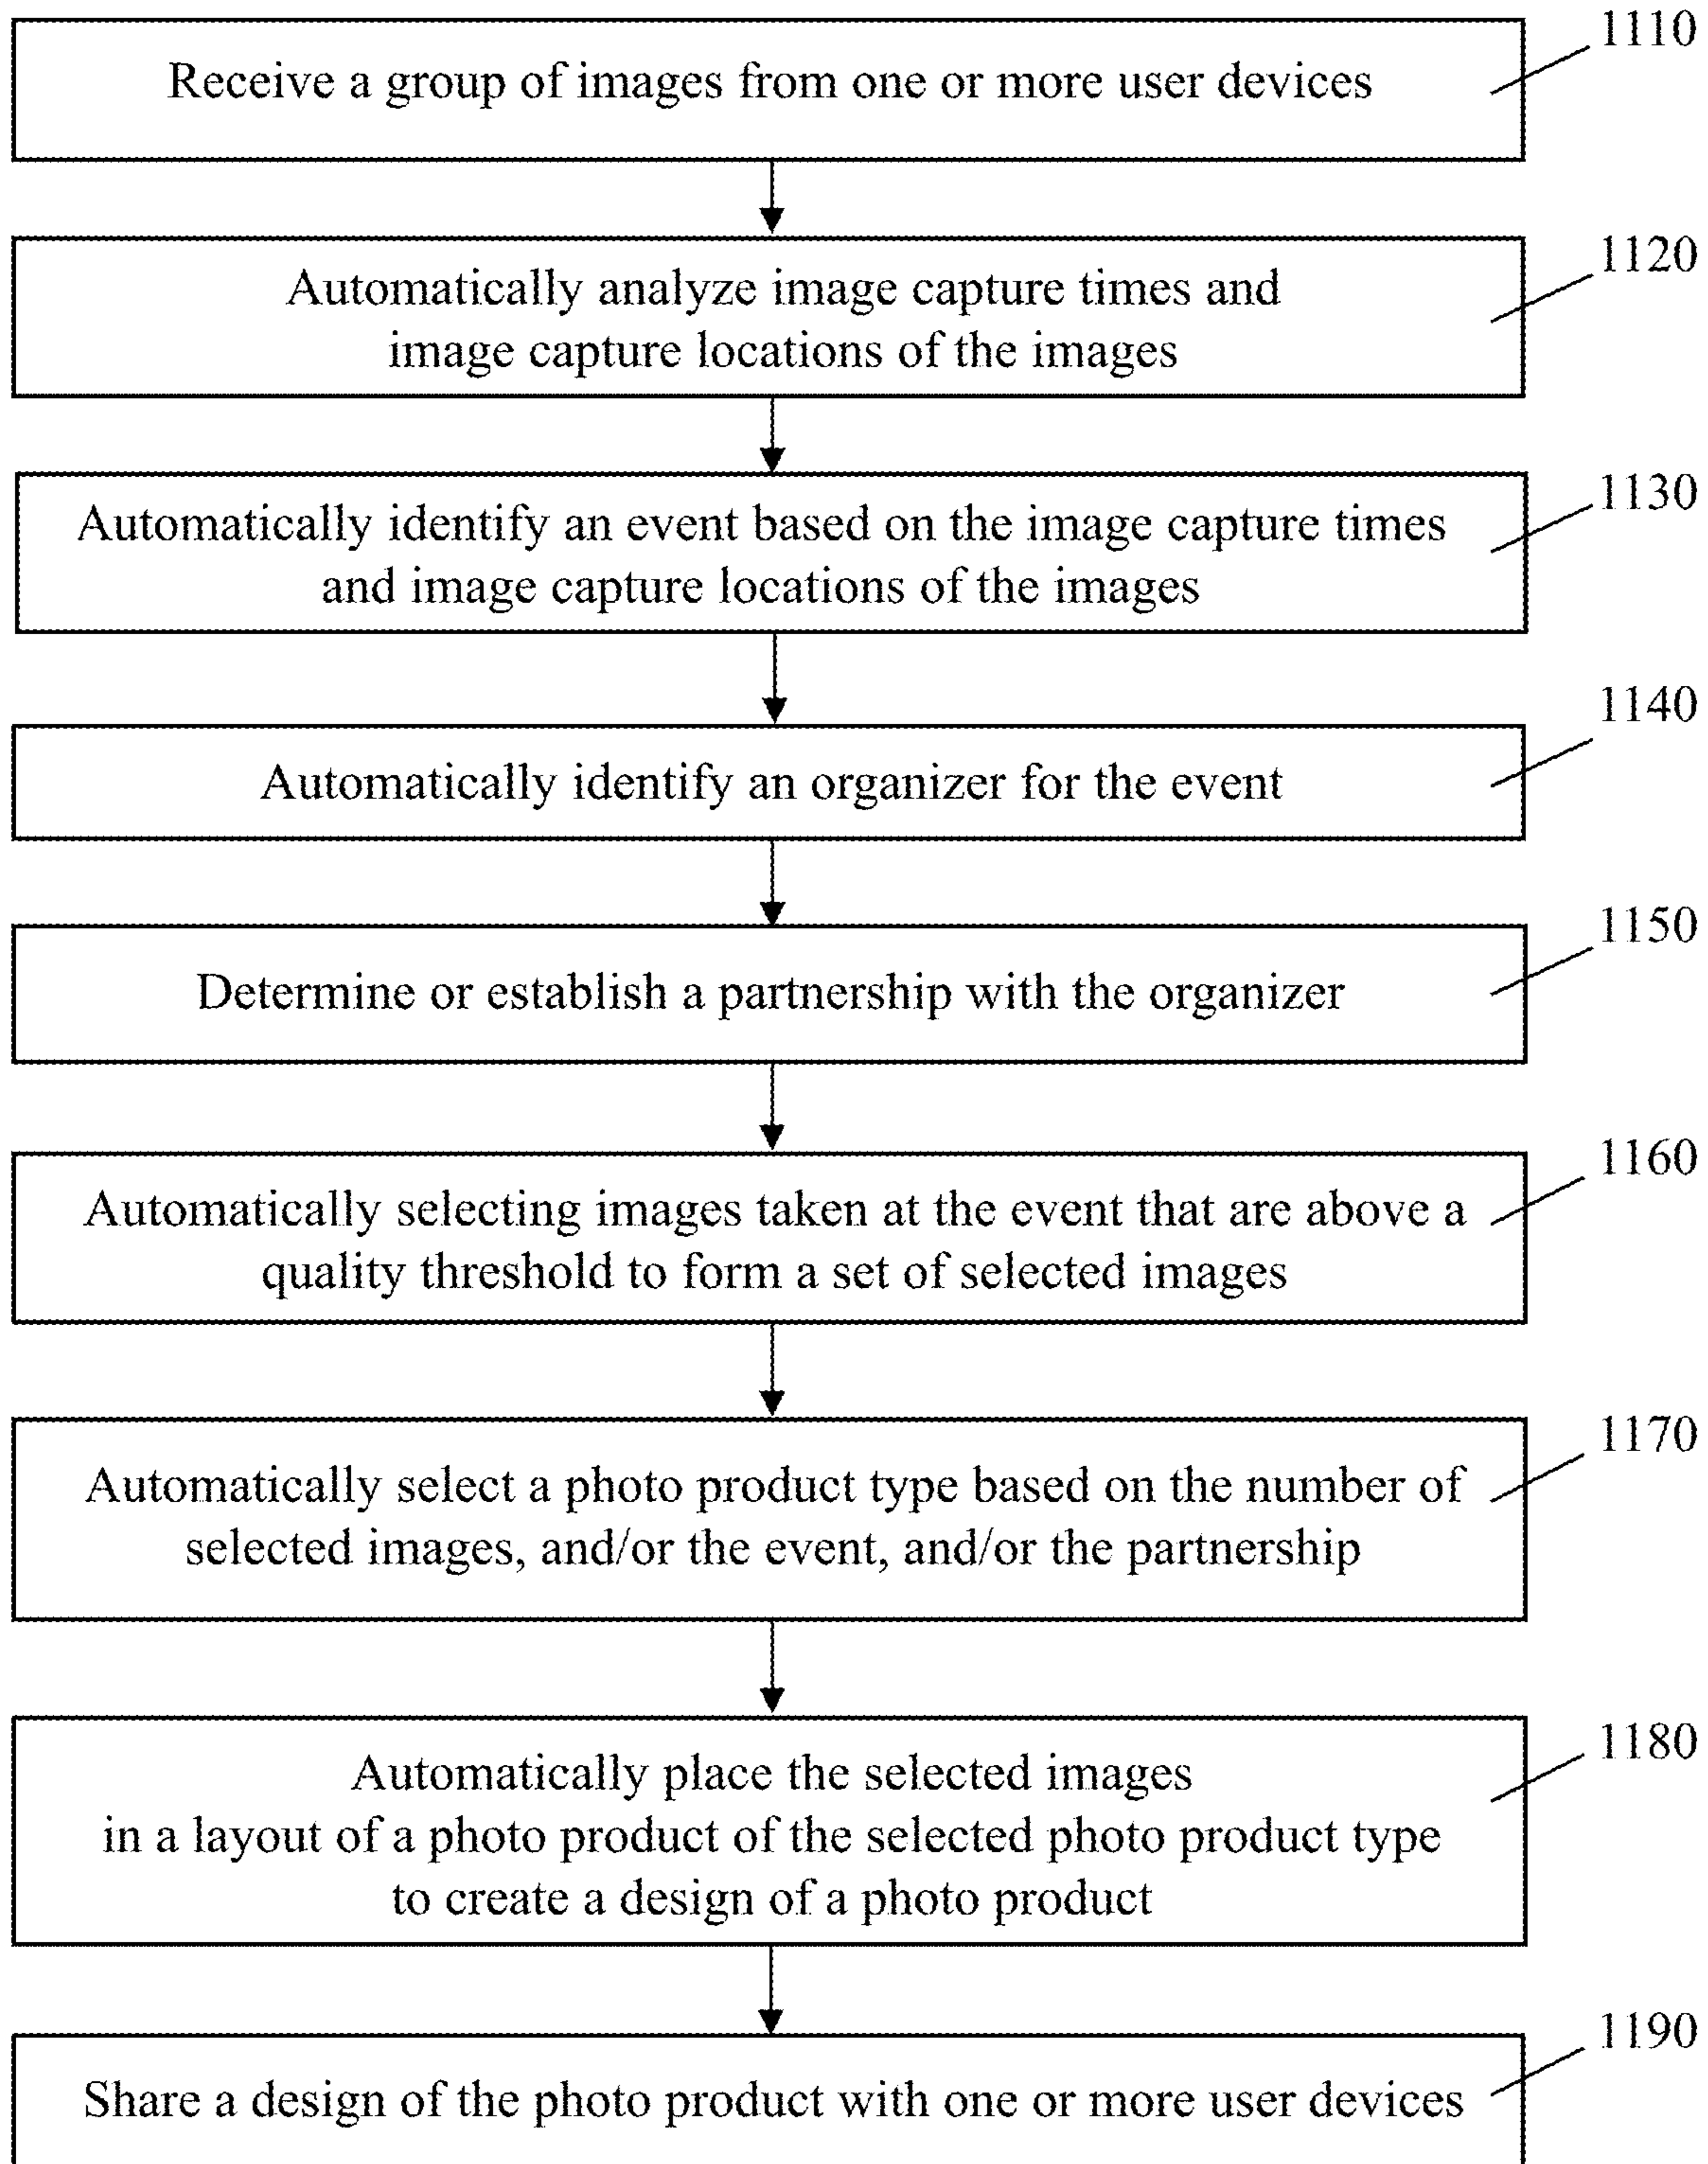 1110
Receive a group of images from one or more user devices
1120
Automatically analyze image capture times and
image capture locations of the images
1130
Automatically identify an event based on the image capture times
and image capture locations of the images
1140
Automatically identify an organizer for the event
1150
Determine or establish a partnership with the organizer
1160
Automatically selecting images taken at the event that are above a
quality threshold to form a set of selected images
1170
Automatically select a photo product type based on the number of
selected images, and/or the event, and/or the partnership
1180
Automatically place the selected images
in a layout of a photo product of the selected photo product type
to create a design of a photo product
1190
Share a design of the photo product with one or more user devices